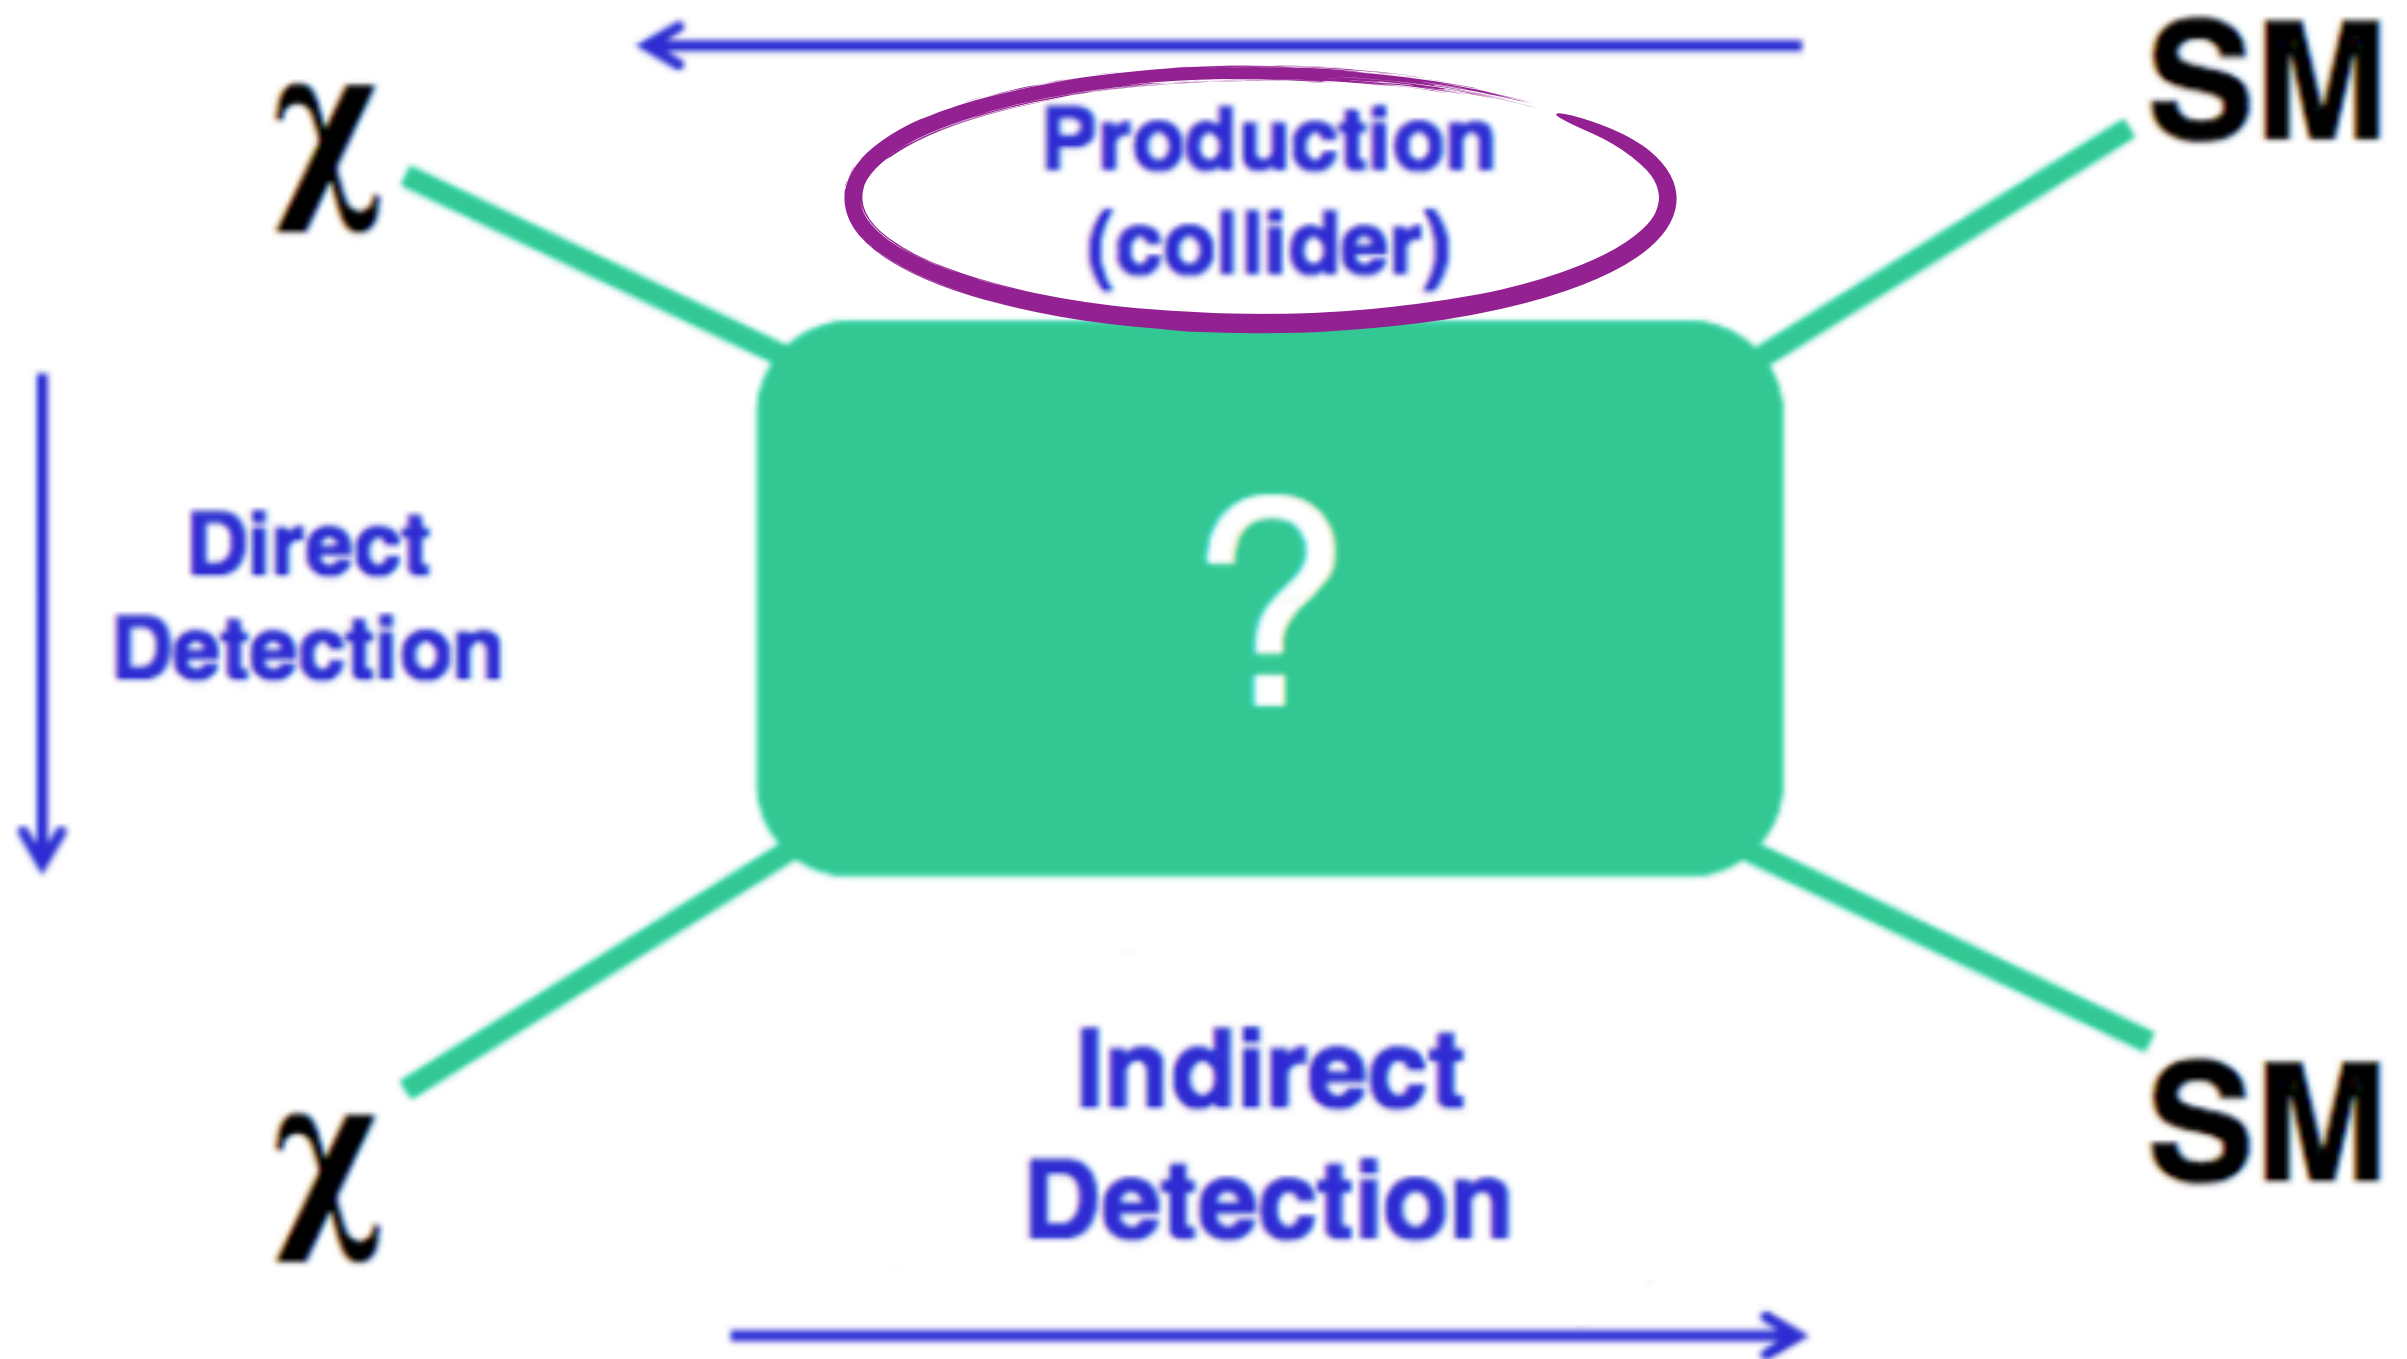 χ
SM
Production
(collider)
Direct
Detection
?
χ
SM
Indirect
Detection